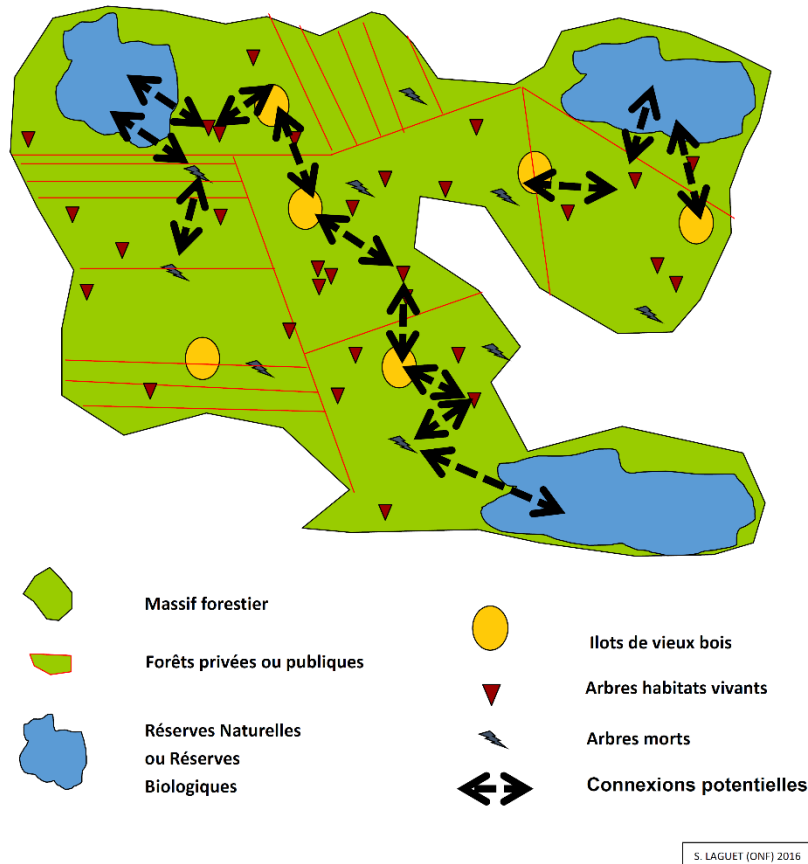 Massif forestier
Forêts privées ou publiques
Réserves Naturelles
ou Réserves
Biologiques
Ilots de vieux bois
Arbres habitats vivants
Arbres morts
Connexions potentielles
S. LAGUET (ONF) 2016